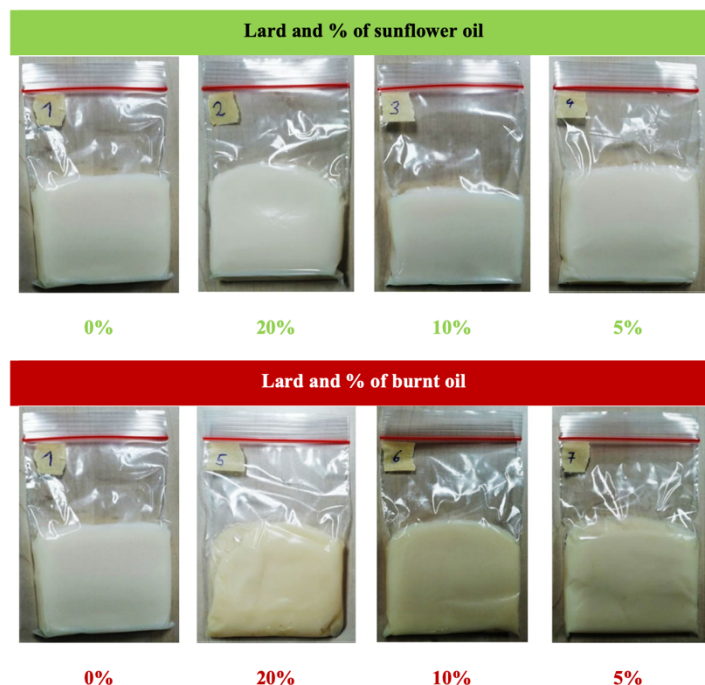 Lard and % of sunflower oil
1 2 3 4
0% 20% 10% 5%
Lard and % of burnt oil
1 5 6 7
0% 20% 10% 5%